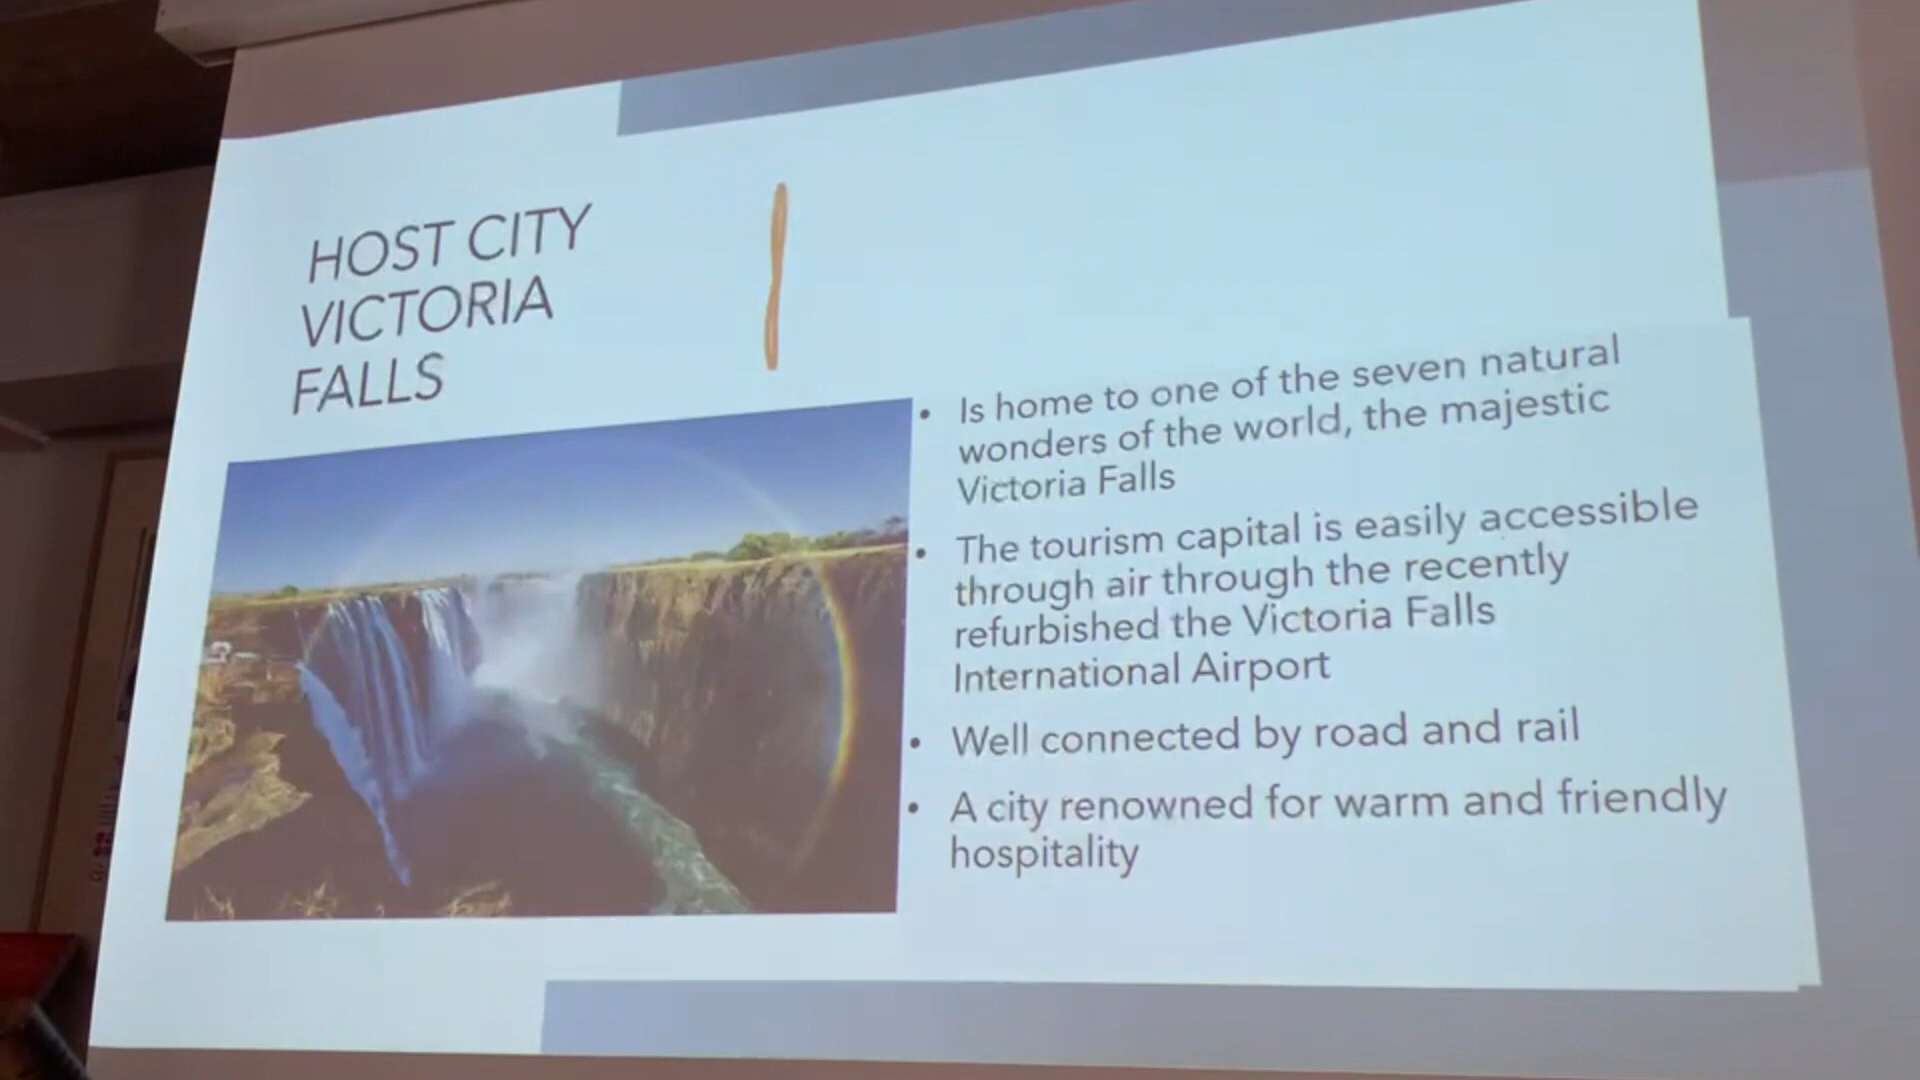 HOST CITY
VICTORIA
FALLS
• Is home to one of the seven natural
wonders of the world, the majestic
Victoria Falls
• The tourism capital is easily accessible
through air through the recently
refurbished the Victoria Falls
International Airport
• Well connected by road and rail
• A city renowned for warm and friendly
hospitality